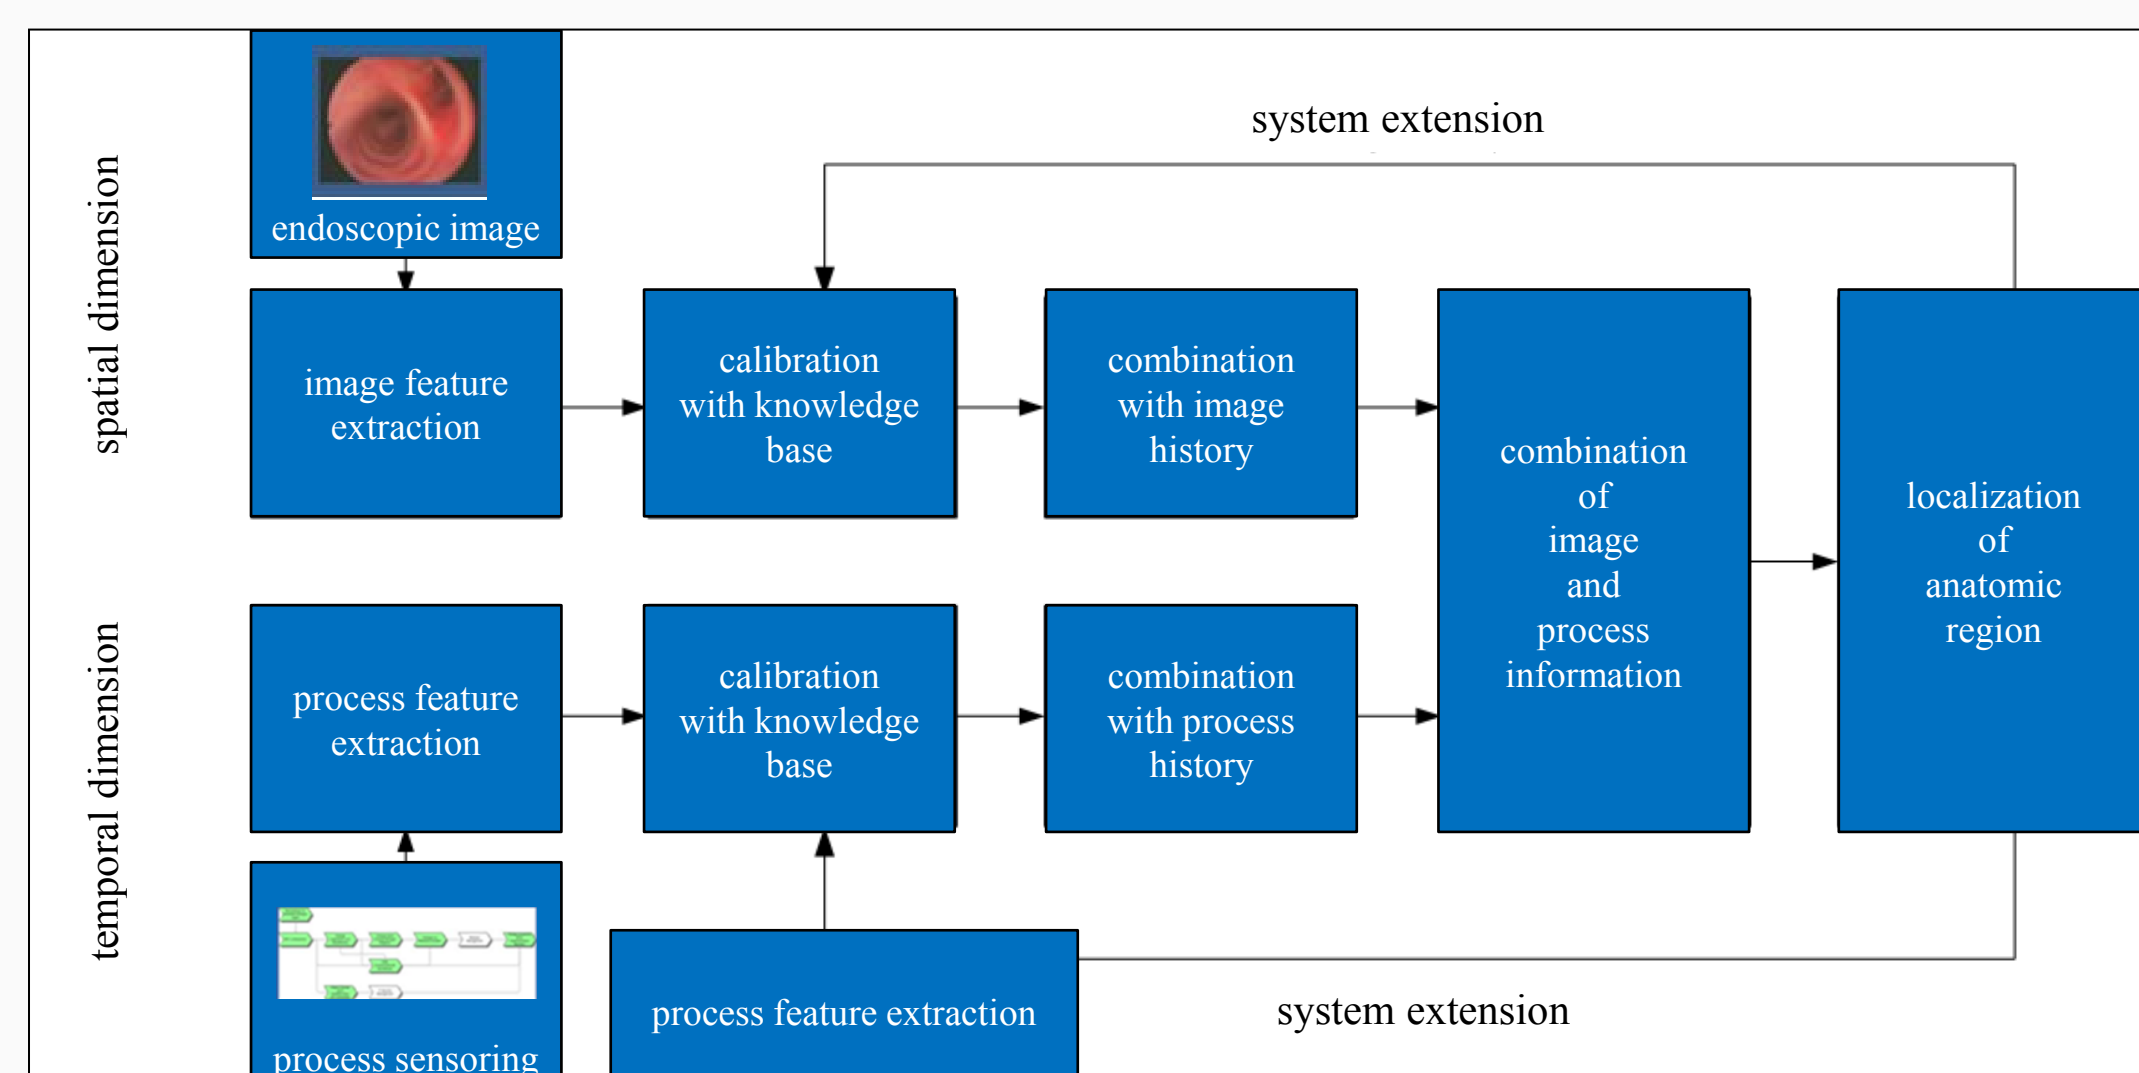 endoscopic image
system extension
spatial dimension
image feature
extraction
calibration
with knowledge
base
combination
with image
history
combination
of
image
and
process
information
localization
of
anatomic
region
temporal dimension
process feature
extraction
calibration
with knowledge
base
combination
with process
history
process sensoring
process feature extraction
system extension